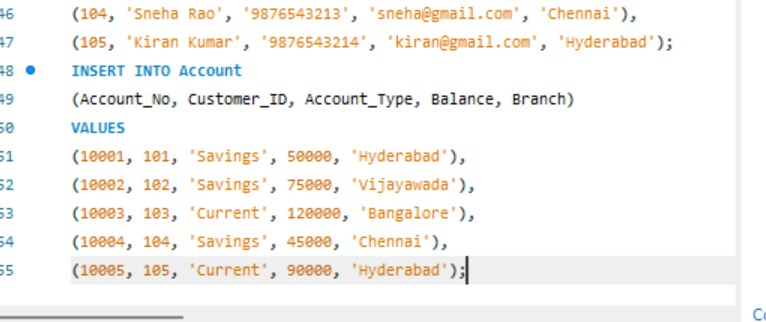 46 (104, 'Sneha Rao', '9876543213', 'sneha@gmail.com', 'Chennai'),
47 (105, 'Kiran Kumar', '9876543214', 'kiran@gmail.com', 'Hyderabad');
48 INSERT INTO Account
49 (Account_No, Customer_ID, Account_Type, Balance, Branch)
50 VALUES
51 (10001, 101, 'Savings', 50000, 'Hyderabad'),
52 (10002, 102, 'Savings', 75000, 'Vijayawada'),
53 (10003, 103, 'Current', 120000, 'Bangalore'),
54 (10004, 104, 'Savings', 45000, 'Chennai'),
55 (10005, 105, 'Current', 90000, 'Hyderabad');